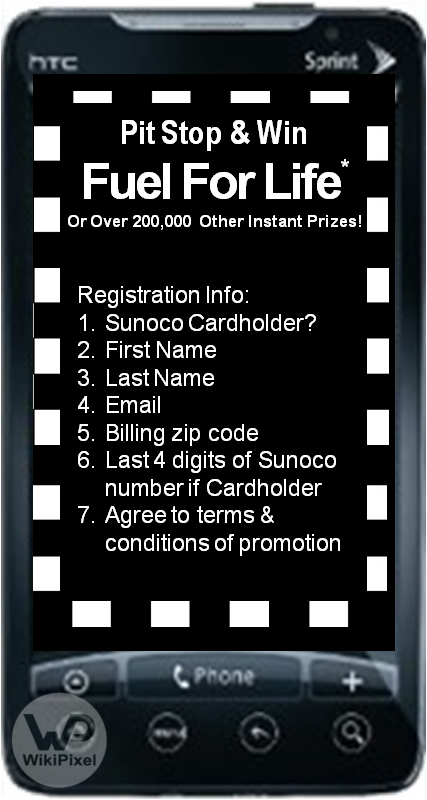 hTC
Sprint
Pit Stop & Win
Fuel For Life*
Or Over 200,000 Other Instant Prizes!
Registration Info:
1. Sunoco Cardholder?
2. First Name
3. Last Name
4. Email
5. Billing zip code
6. Last 4 digits of Sunoco
number if Cardholder
7. Agree to terms &
conditions of promotion
Phone
MENU
WP
WikiPixel